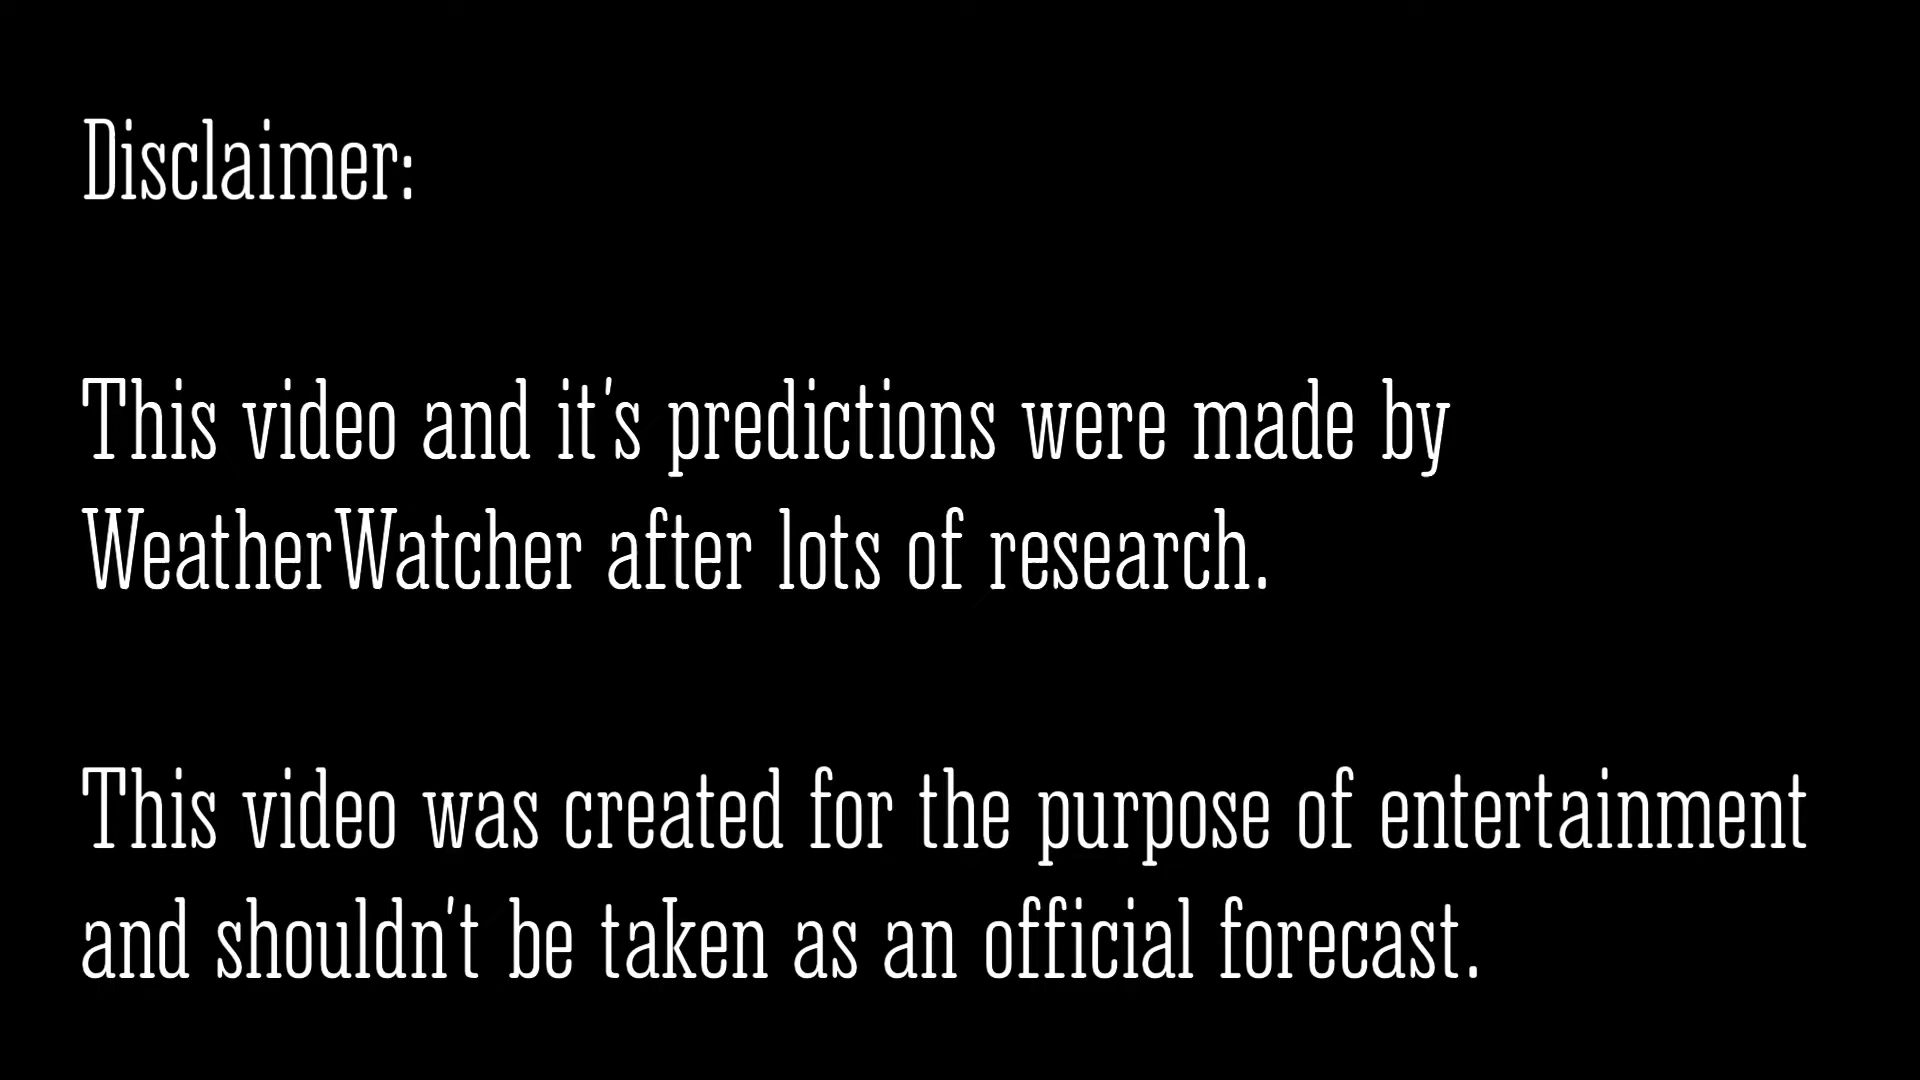 Disclaimer:
This video and it's predictions were made by
WeatherWatcher after lots of research.
This video was created for the purpose of entertainment
and shouldn't be taken as an official forecast.